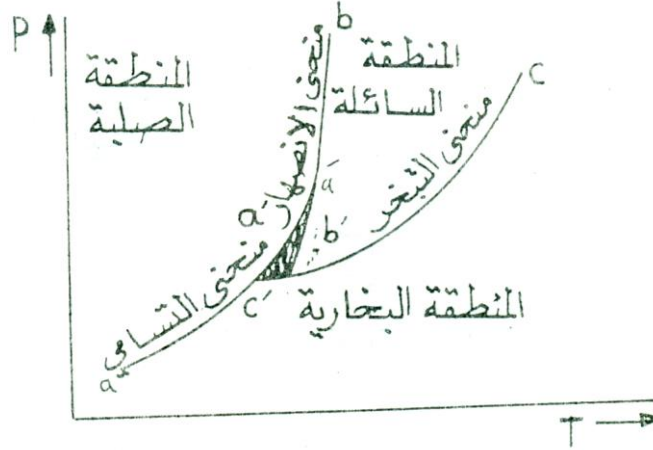 P
b
المنطقة
الصلبة
منحنى الانصهار
المنطقة
السائلة
c
منحنى التبخر
a'
a'
b'
منحنى التسامي
c'
المنطقة البخارية
a"
T